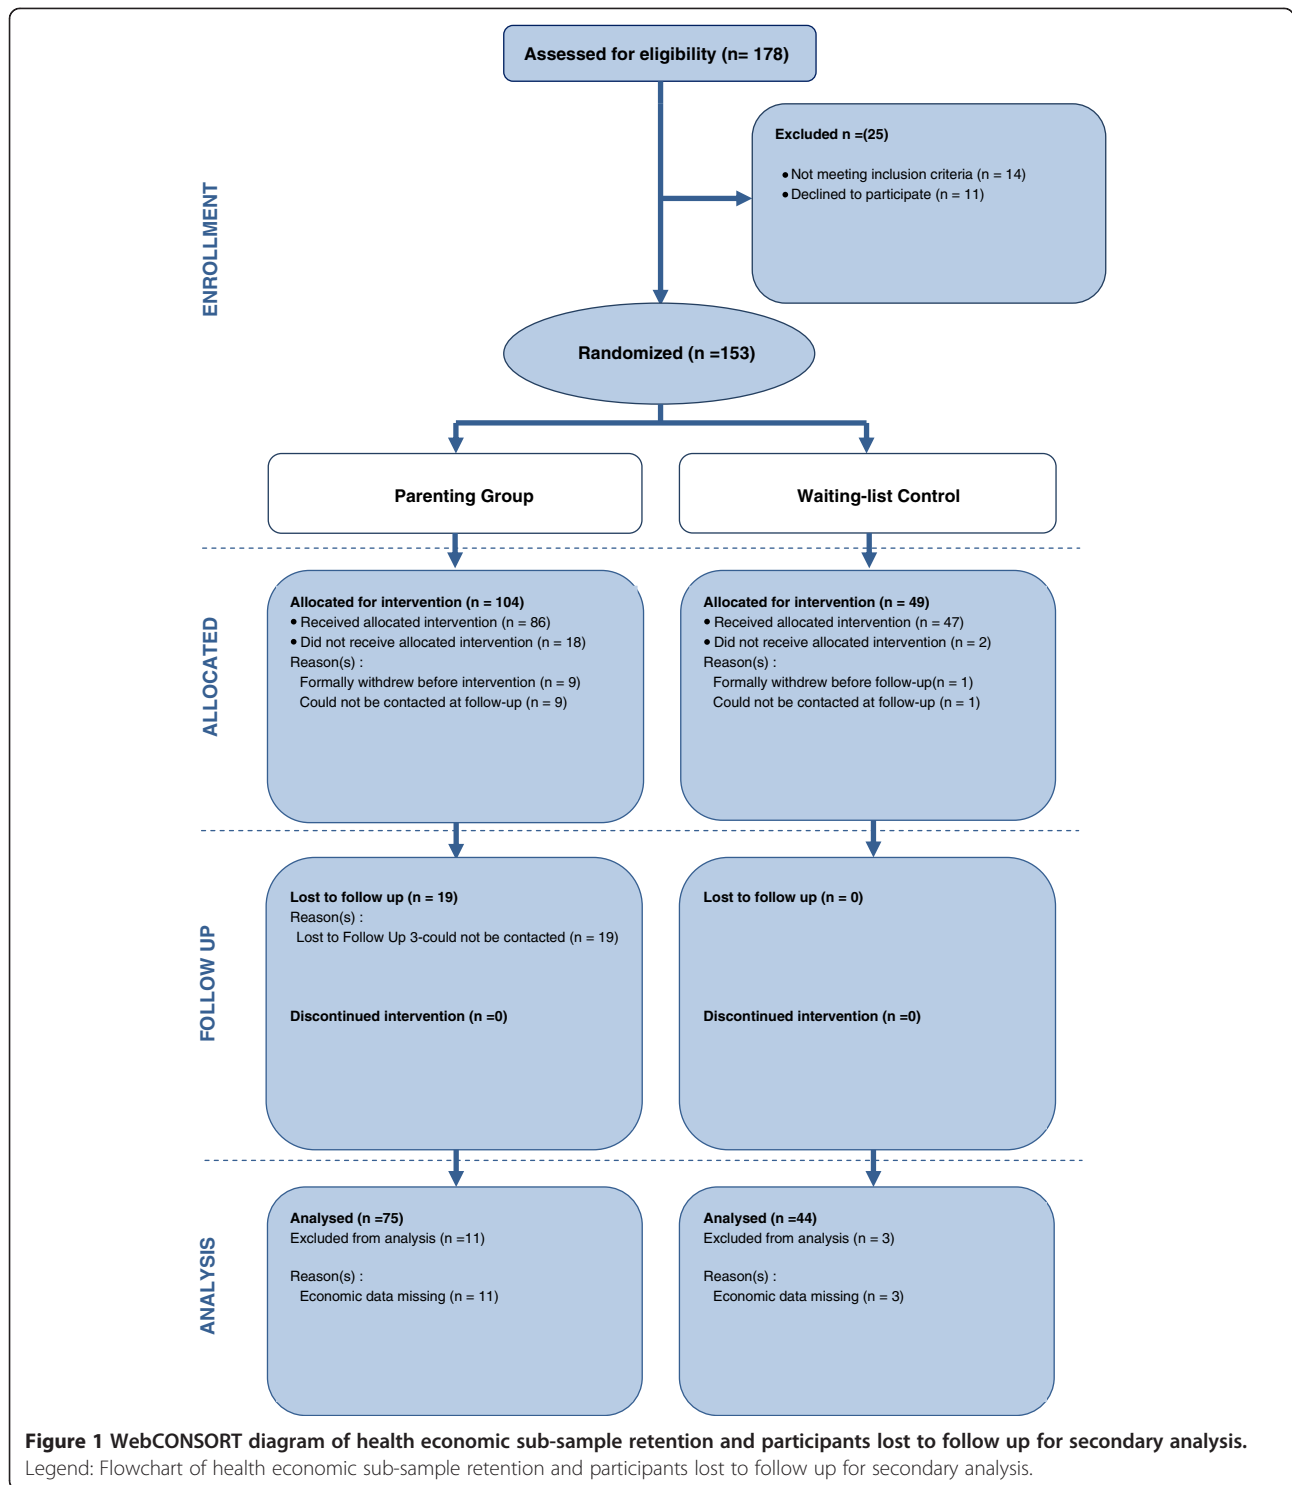 Assessed for eligibility (n= 178)
Excluded n =(25)
• Not meeting inclusion criteria (n = 14)
• Declined to participate (n = 11)
ENROLLMENT
Randomized (n =153)
Parenting Group
Waiting-list Control
ALLOCATED
Allocated for intervention (n = 104)
• Received allocated intervention (n = 86)
• Did not receive allocated intervention (n = 18)
Reason(s) :
Formally withdrew before intervention (n = 9)
Could not be contacted at follow-up (n = 9)
Allocated for intervention (n = 49)
• Received allocated intervention (n = 47)
• Did not receive allocated intervention (n = 2)
Reason(s) :
Formally withdrew before follow-up(n = 1)
Could not be contacted at follow-up (n = 1)
FOLLOW UP
Lost to follow up (n = 19)
Reason(s) :
Lost to Follow Up 3-could not be contacted (n = 19)
Discontinued intervention (n =0)
Lost to follow up (n = 0)
Discontinued intervention (n =0)
ANALYSIS
Analysed (n =75)
Excluded from analysis (n =11)
Reason(s) :
Economic data missing (n = 11)
Analysed (n =44)
Excluded from analysis (n = 3)
Reason(s) :
Economic data missing (n = 3)
Figure 1 WebCONSORT diagram of health economic sub-sample retention and participants lost to follow up for secondary analysis.
Legend: Flowchart of health economic sub-sample retention and participants lost to follow up for secondary analysis.